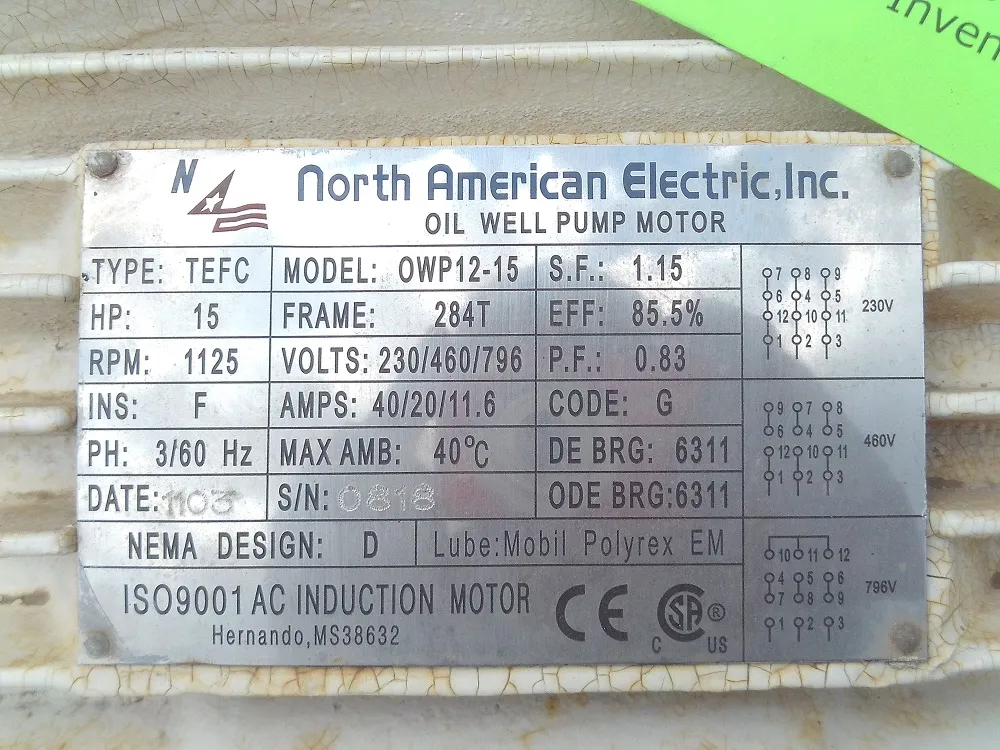 Inven
N
North American Electric,Inc.
OIL WELL PUMP MOTOR
TYPE: TEFC MODEL: OWP12-15 S.F.: 1.15
HP: 15 FRAME: 284T EFF: 85.5%
RPM: 1125 VOLTS: 230/460/796 P.F.: 0.83
INS: F AMPS: 40/20/11.6 CODE: G
PH: 3/60 Hz MAX AMB: 40°C DE BRG: 6311
DATE: 1103 S/N: 0818 ODE BRG:6311
NEMA DESIGN: D Lube:Mobil Polyrex EM
ISO9001 AC INDUCTION MOTOR
Hernando,MS38632
CE
C SA ® US
7 8 9
6 4 5
12 10 11
1 2 3
230V
9 7 8
6 4 5
12 10 11
1 2 3
460V
10 11 12
4 5 6
7 8 9
1 2 3
796V